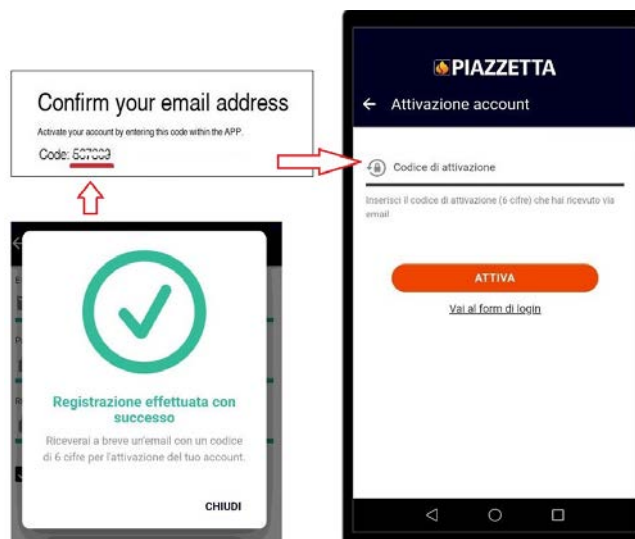 Confirm your email address
Activate your account by entering this code within the APP.
Code:
Registrazione effettuata con
successo
Riceverai a breve un'email con un codice
di 6 cifre per l'attivazione del tuo account.
CHIUDI
PIAZZETTA
Attivazione account
Codice di attivazione
Inserisci il codice di attivazione (6 cifre) che hai ricevuto via
email
ATTIVA
Vai al form di login